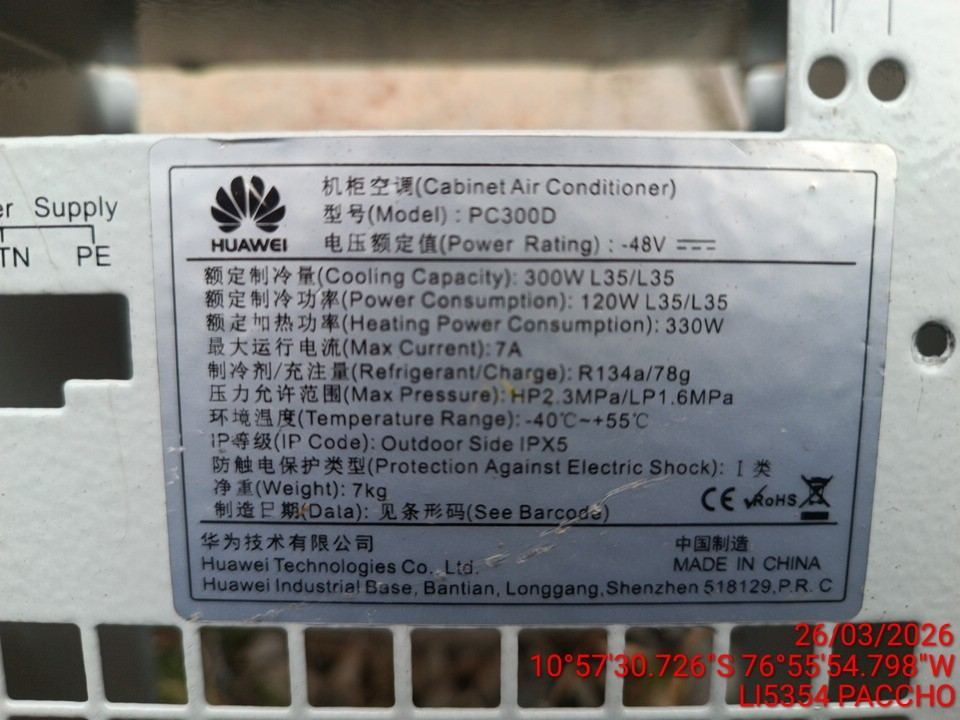 er Supply
TN PE
HUAWEI
机柜空调(Cabinet Air Conditioner)
型号(Model) : PC300D
电压额定值(Power Rating) : -48V
额定制冷量(Cooling Capacity): 300W L35/L35
额定制冷功率(Power Consumption): 120W L35/L35
额定加热功率(Heating Power Consumption): 330W
最大运行电流(Max Current): 7A
制冷剂/充注量(Refrigerant/Charge): R134a/78g
压力允许范围(Max Pressure): HP2.3MPa/LP1.6MPa
环境温度(Temperature Range): -40℃~+55℃
IP等级(IP Code): Outdoor Side IPX5
防触电保护类型(Protection Against Electric Shock): I 类
净重(Weight): 7kg
制造日期(Data): 见条形码(See Barcode)
CE RoHS
华为技术有限公司
Huawei Technologies Co., Ltd.
Huawei Industrial Base, Bantian, Longgang, Shenzhen 518129, P.R. C
中国制造
MADE IN CHINA
26/03/2026
10°57'30.726"S 76°55'54.798"W
LI5354 PACCHO